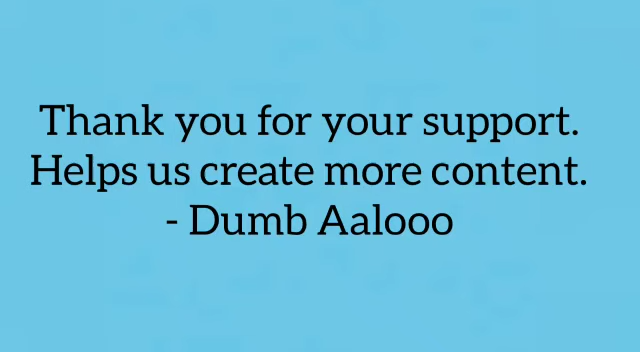 Thank you for your support.
Helps us create more content.
- Dumb Aalooo